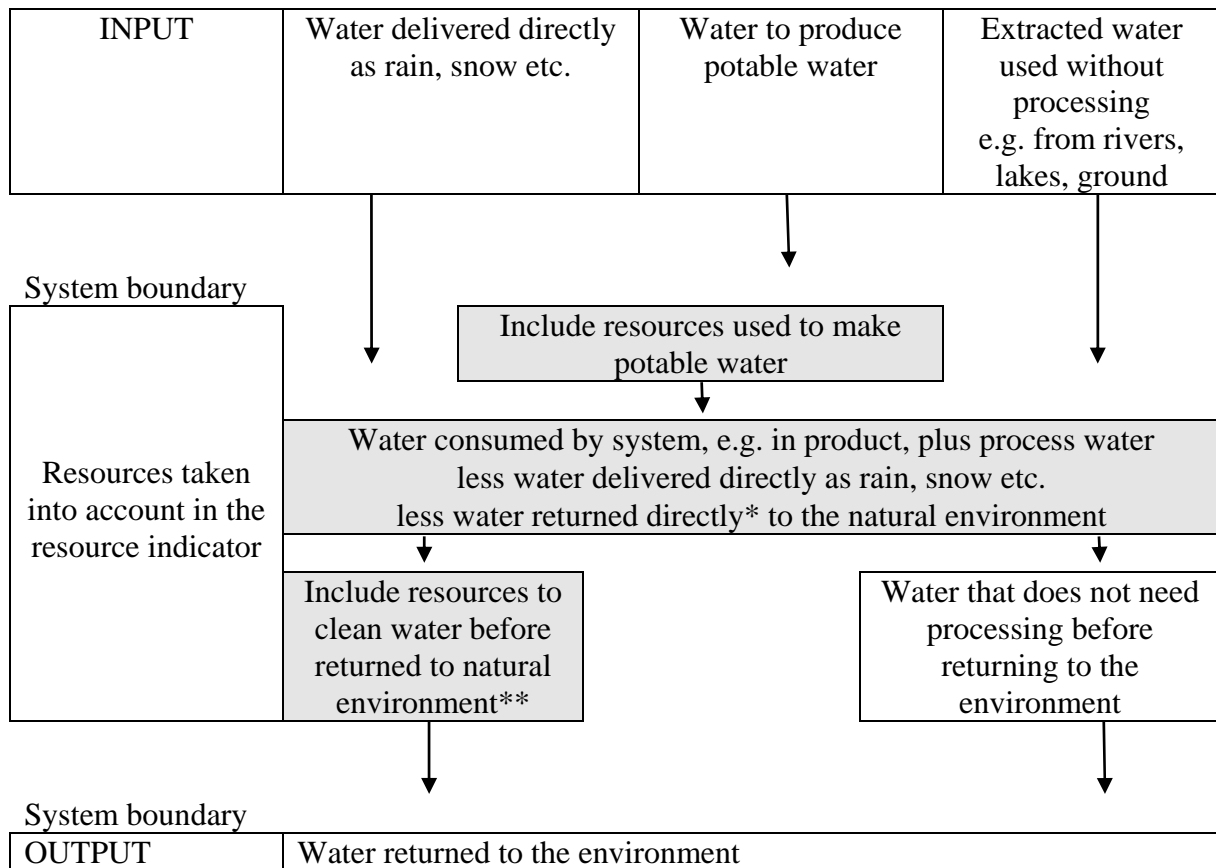 INPUT
Water delivered directly
as rain, snow etc.
Water to produce
potable water
Extracted water
used without
processing
e.g. from rivers,
lakes, ground
System boundary
Include resources used to make
potable water
Resources taken
into account in the
resource indicator
Water consumed by system, e.g. in product, plus process water
less water delivered directly as rain, snow etc.
less water returned directly* to the natural environment
Include resources to
clean water before
returned to natural
environment**
Water that does not need
processing before
returning to the
environment
System boundary
OUTPUT
Water returned to the environment